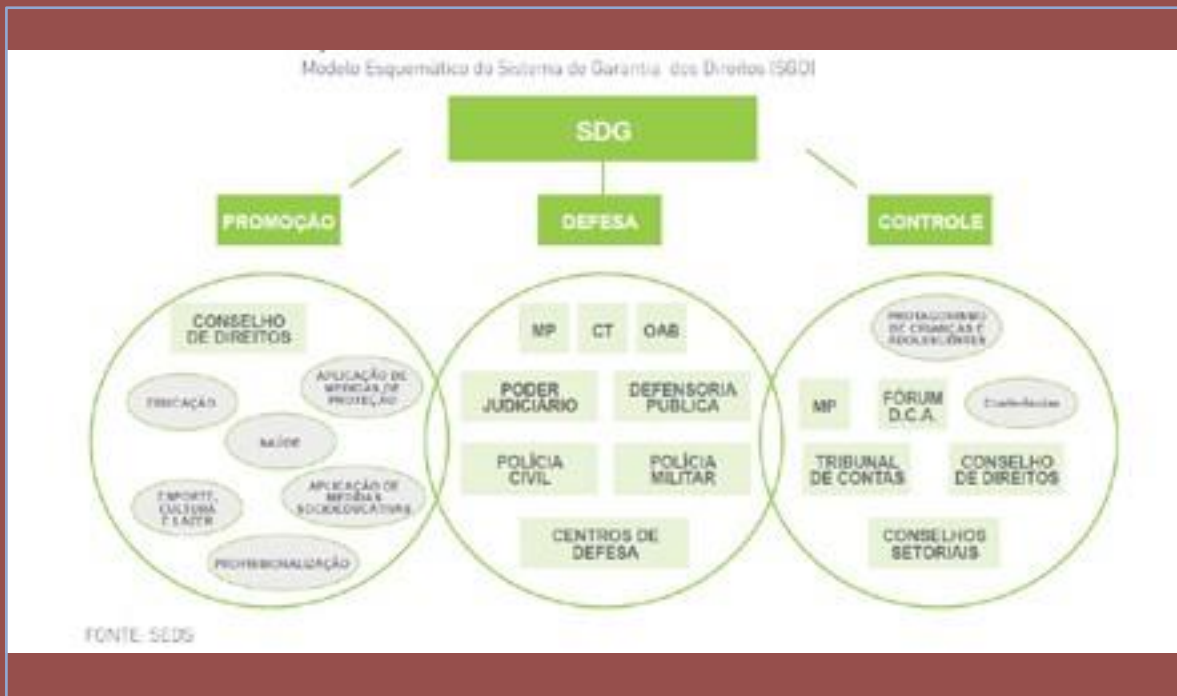 Modelo Esquemático do Sistema de Garantia dos Direitos (SGD)
SDG
PROMOÇÃO
DEFESA
CONTROLE
CONSELHO
DE DIREITOS
EDUCAÇÃO
APLICAÇÃO DE
MEDIDAS DE
PROTEÇÃO
SAÚDE
ESPORTE,
CULTURA
E LAZER
APLICAÇÃO DE
MEDIDAS
SOCIOEDUCATIVAS
PROFISSIONALIZAÇÃO
MP
CT
OAB
PODER
JUDICIÁRIO
DEFENSORIA
PÚBLICA
POLÍCIA
CIVIL
POLÍCIA
MILITAR
CENTROS DE
DEFESA
PROTAGONISMO
DE CRIANÇAS E
ADOLESCENTES
MP
FÓRUM
D.C.A.
Conferências
TRIBUNAL
DE CONTAS
CONSELHO
DE DIREITOS
CONSELHOS
SETORIAIS
FONTE: SEDS